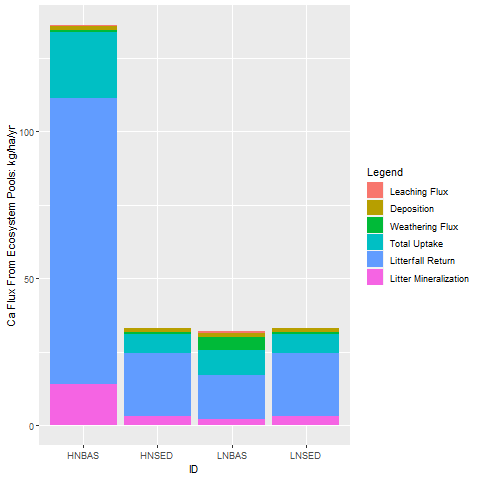 Ca Flux From Ecosystem Pools: kg/ha/yr
100
50
0
HNBAS HNSED LNBAS LNSED
ID
Legend
Leaching Flux
Deposition
Weathering Flux
Total Uptake
Litterfall Return
Litter Mineralization